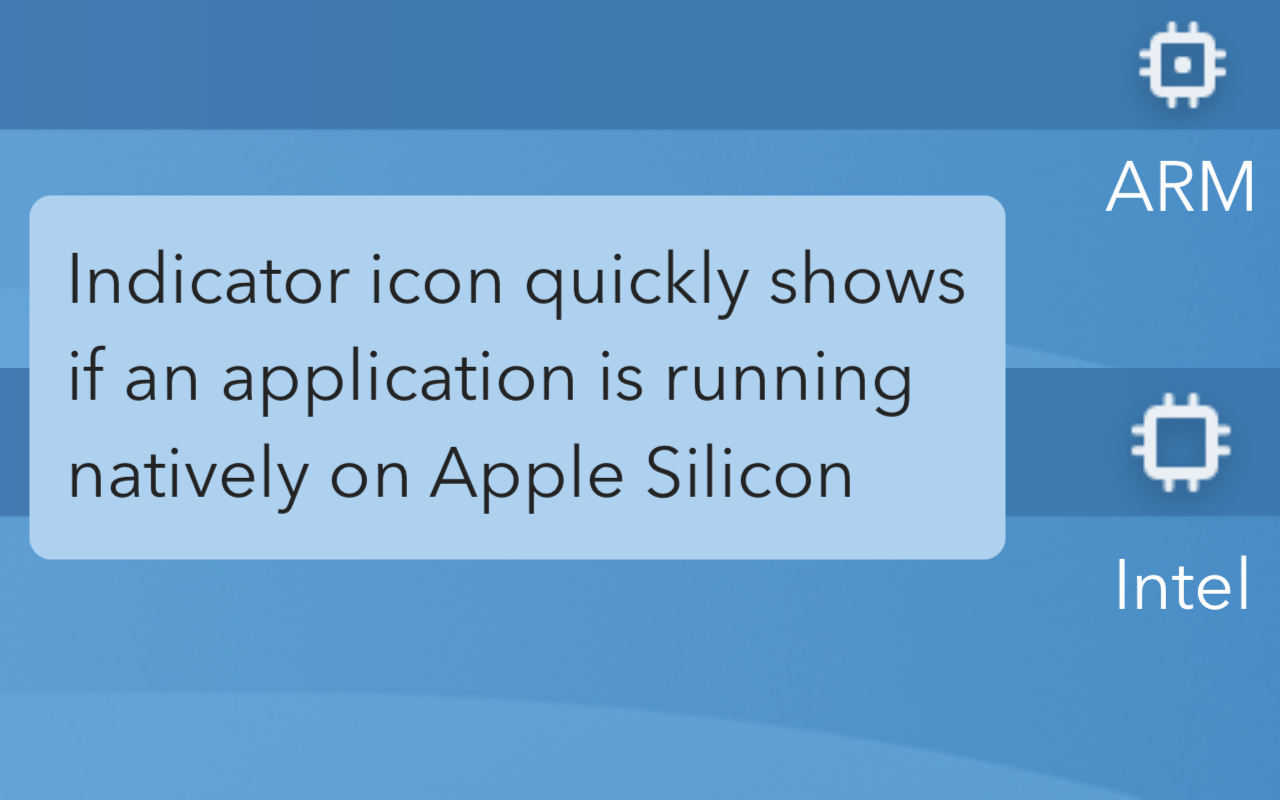 ARM
Indicator icon quickly shows
if an application is running
natively on Apple Silicon
Intel